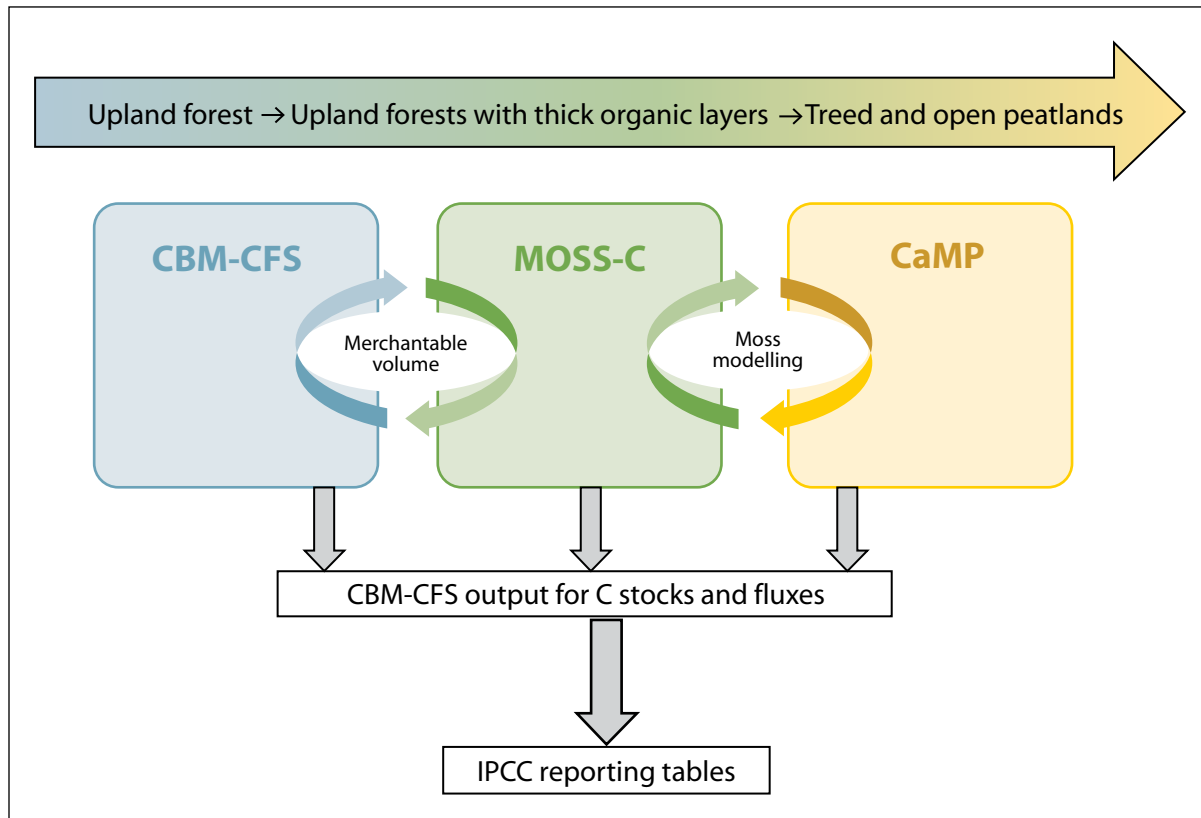 Upland forest → Upland forests with thick organic layers → Treed and open peatlands
CBM-CFS
MOSS-C
CaMP
Merchantable
volume
Moss
modelling
CBM-CFS output for C stocks and fluxes
IPCC reporting tables